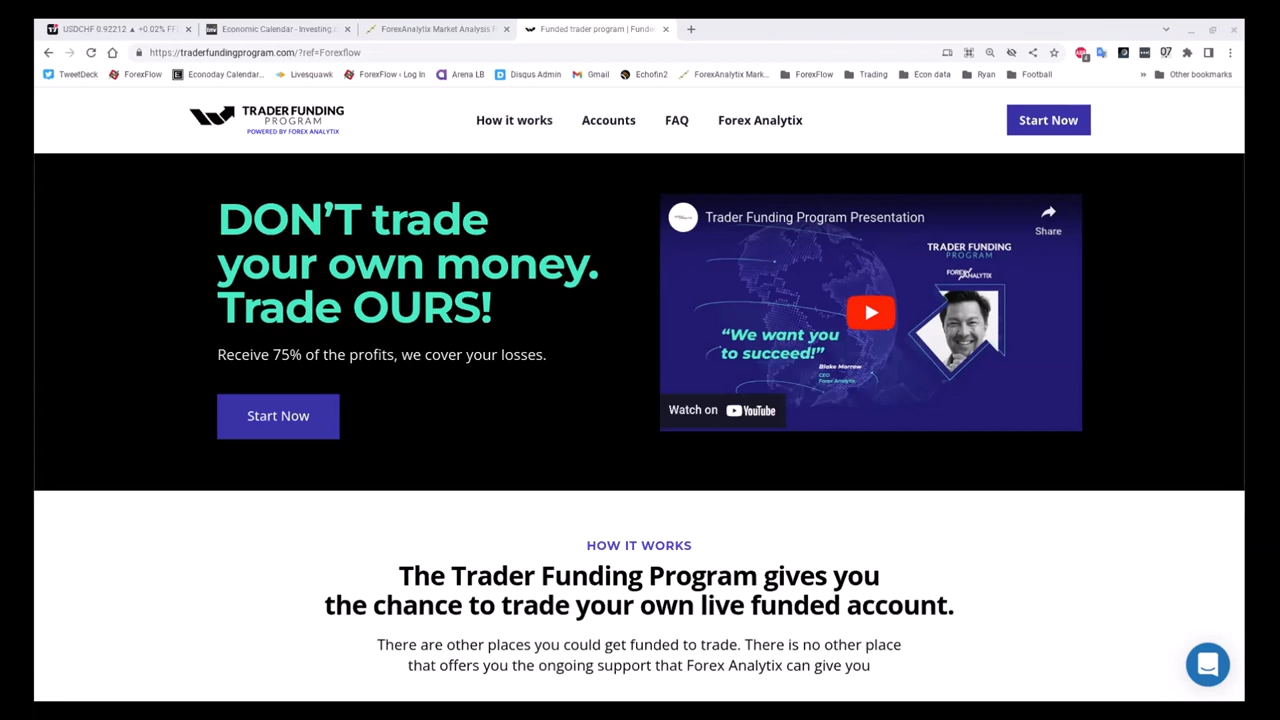 USDCHF 0.92212 ▲ +0.02% FF
Economic Calendar - Investing.c
ForexAnalytix Market Analysis F
Funded trader program | Funde
https://traderfundingprogram.com/?ref=Forexflow
TweetDeck
ForexFlow
Econoday Calendar...
Livesquawk
ForexFlow ‹ Log In
Arena LB
Disqus Admin
Gmail
Echofin2
ForexAnalytix Mark...
ForexFlow
Trading
Econ data
Ryan
Football
»
Other bookmarks
TRADER FUNDING
PROGRAM
POWERED BY FOREX ANALYTIX
How it works
Accounts
FAQ
Forex Analytix
Start Now
DON'T trade
your own money.
Trade OURS!
Receive 75% of the profits, we cover your losses.
Start Now
Trader Funding Program Presentation
Share
TRADER FUNDING
PROGRAM
FOREX ANALYTIX
“We want you
to succeed!”
Blake Morrow
CEO
Forex Analytix
Watch on YouTube
HOW IT WORKS
The Trader Funding Program gives you
the chance to trade your own live funded account.
There are other places you could get funded to trade. There is no other place
that offers you the ongoing support that Forex Analytix can give you